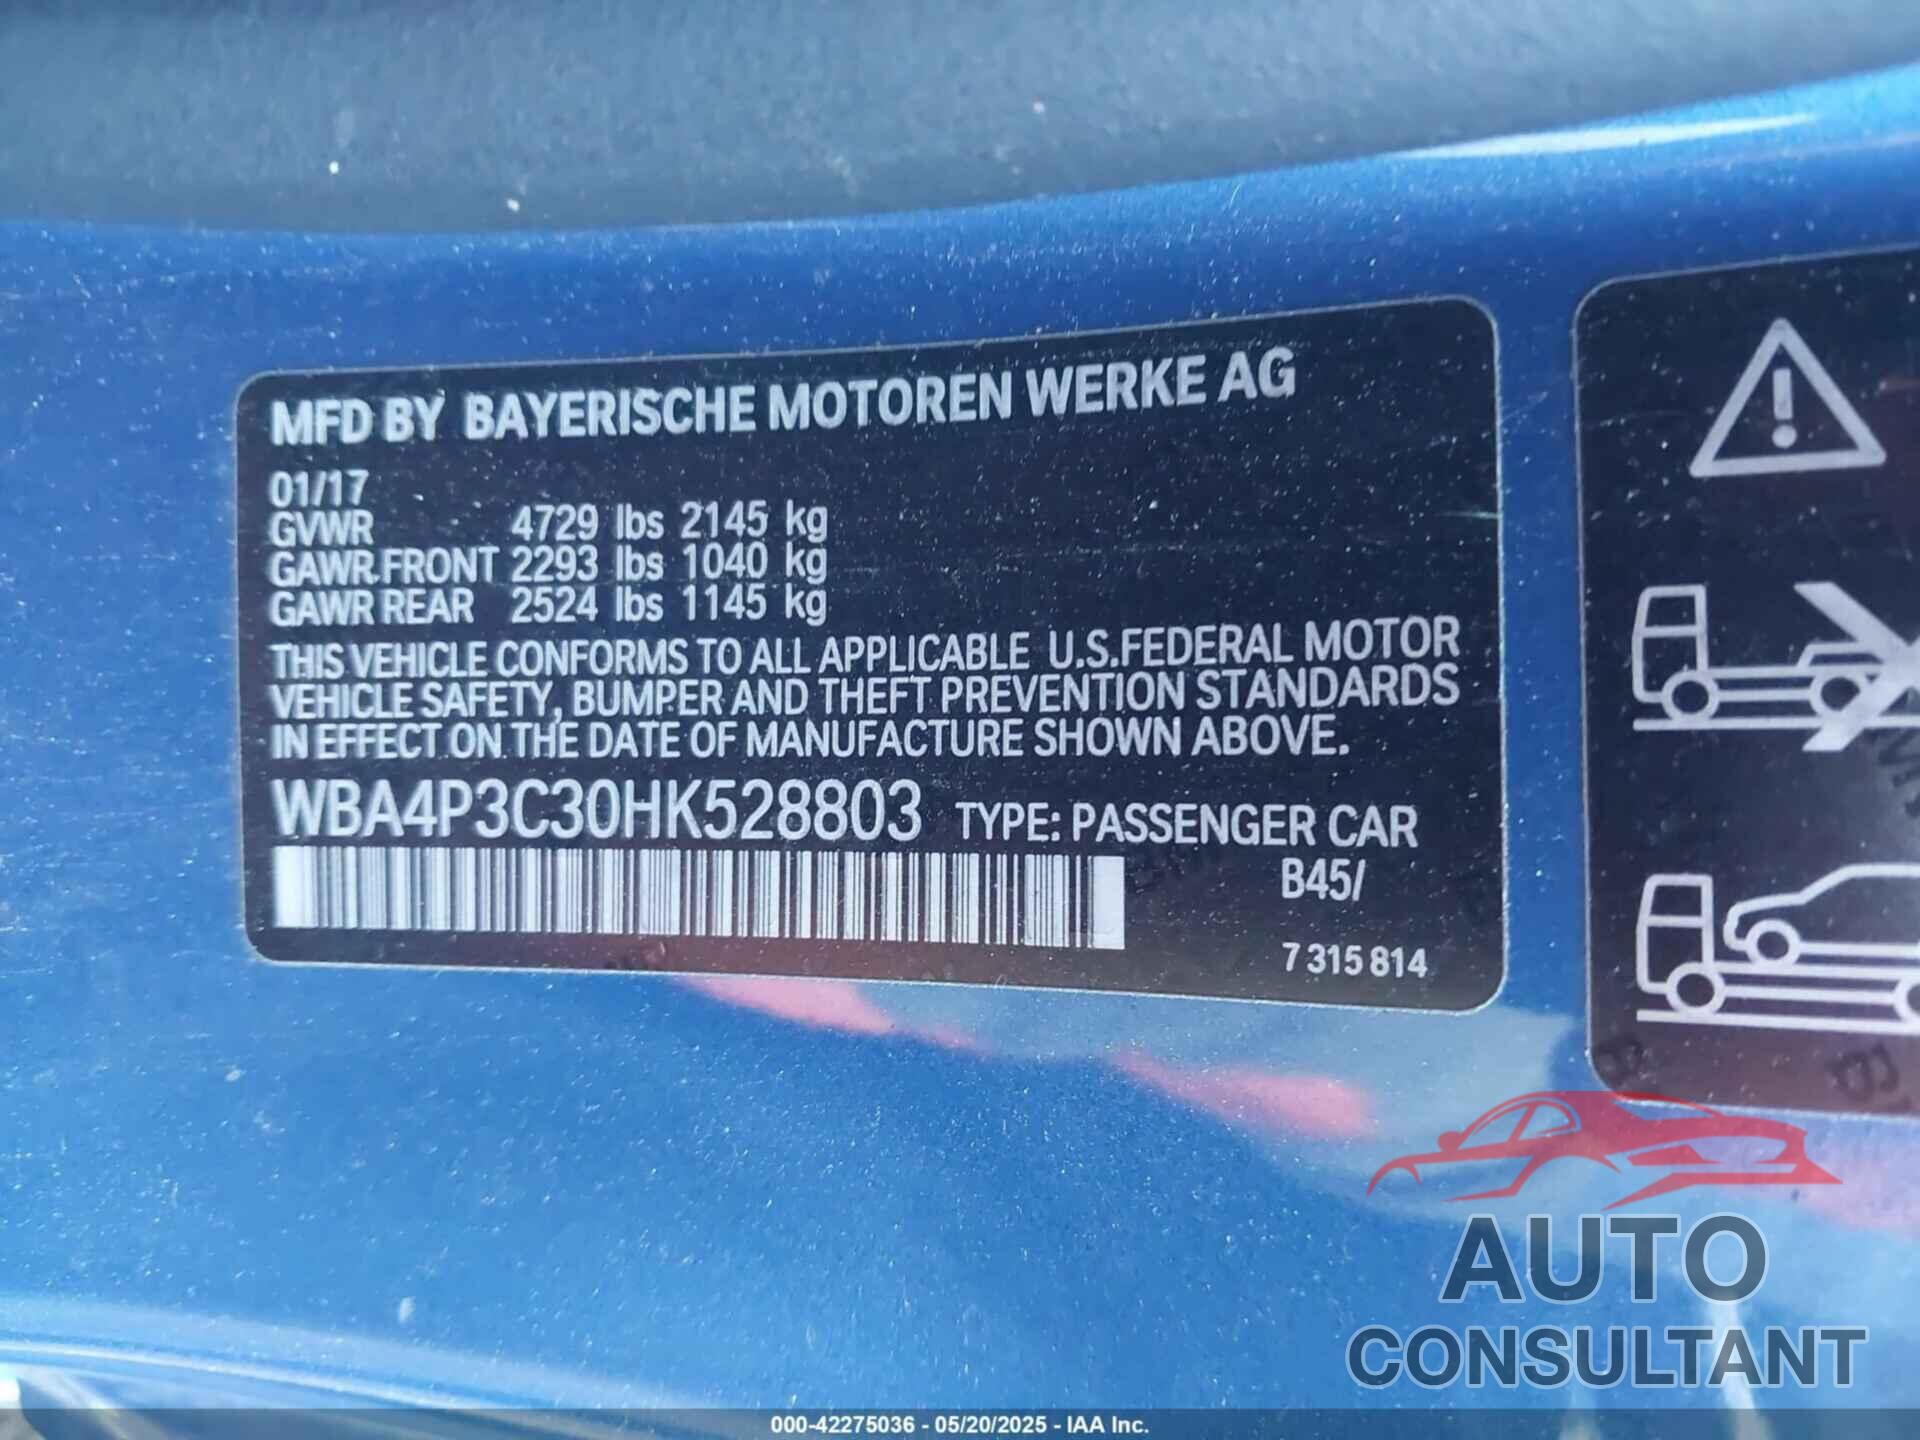 MFD BY BAYERISCHE MOTOREN WERKE AG
01/17
GVWR 4729 lbs 2145 kg
GAWR FRONT 2293 lbs 1040 kg
GAWR REAR 2524 lbs 1145 kg
THIS VEHICLE CONFORMS TO ALL APPLICABLE U.S.FEDERAL MOTOR
VEHICLE SAFETY, BUMPER AND THEFT PREVENTION STANDARDS
IN EFFECT ON THE DATE OF MANUFACTURE SHOWN ABOVE.
WBA4P3C30HK528803 TYPE: PASSENGER CAR
B45/
7 315 814
AUTO
CONSULTANT
000-42275036 - 05/20/2025 - IAA Inc.